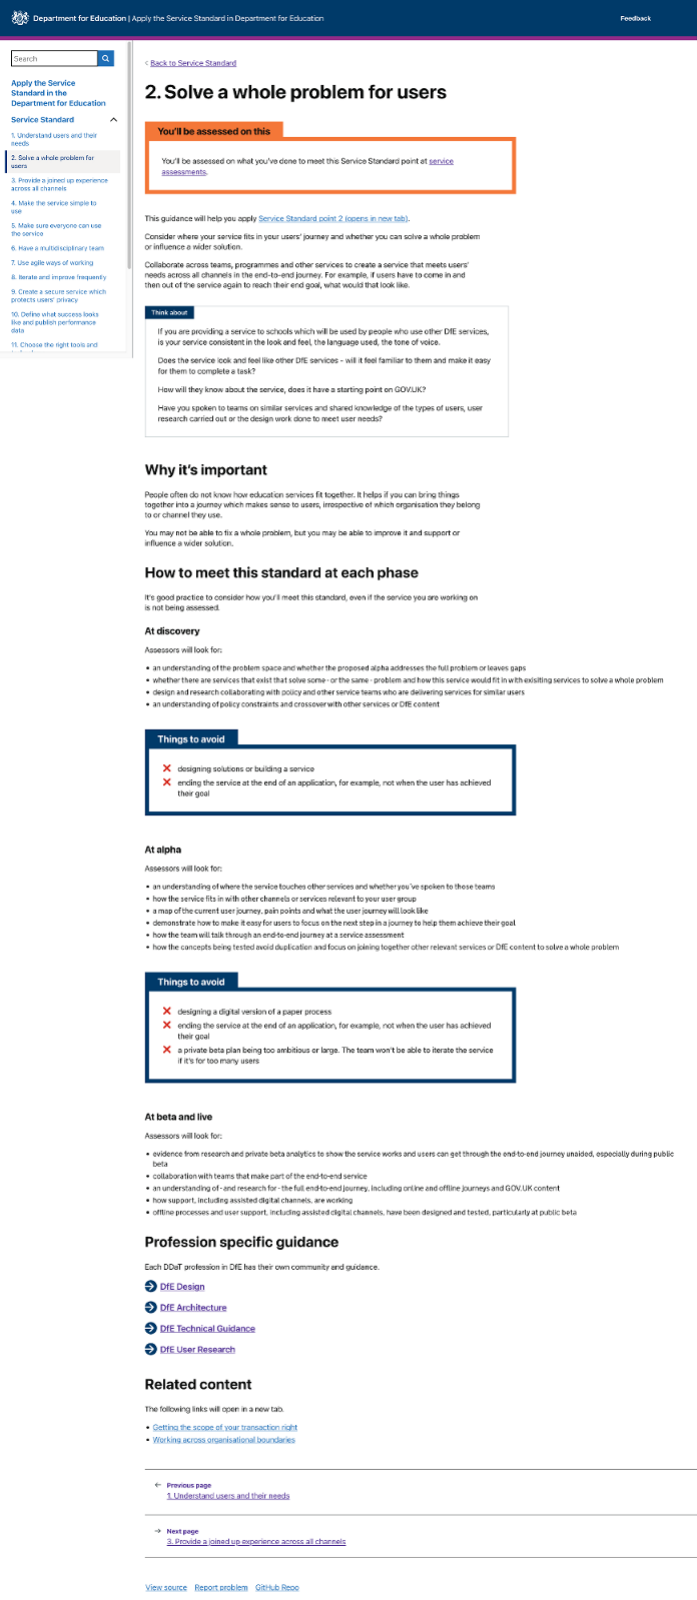 Department for Education | Apply the Service Standard in Department for Education
Feedback
Search
Apply the Service
Standard in the
Department for Education
Service Standard
1. Understand users and their
needs
2. Solve a whole problem for
users
3. Provide a joined up experience
across all channels
4. Make the service simple to
use
5. Make sure everyone can use
the service
6. Have a multidisciplinary team
7. Use agile ways of working
8. Iterate and improve frequently
9. Create a secure service which
protects users' privacy
10. Define what success looks
like and publish performance
data
11. Choose the right tools and
< Back to Service Standard
2. Solve a whole problem for users
You'll be assessed on this
You'll be assessed on what you've done to meet this Service Standard point at service
assessments.
This guidance will help you apply Service Standard point 2 (opens in new tab).
Consider where your service fits in your users' journey and whether you can solve a whole problem
or influence a wider solution.
Collaborate across teams, programmes and other services to create a service that meets users'
needs across all channels in the end-to-end journey. For example, if users have to come in and
then out of the service again to reach their end goal, what would that look like.
Think about
If you are providing a service to schools which will be used by people who use other DfE services,
is your service consistent in the look and feel, the language used, the tone of voice.
Does the service look and feel like other DfE services - will it feel familiar to them and make it easy
for them to complete a task?
How will they know about the service, does it have a starting point on GOV.UK?
Have you spoken to teams on similar services and shared knowledge of the types of users, user
research carried out or the design work done to meet user needs?
Why it's important
People often do not know how education services fit together. It helps if you can bring things
together into a journey which makes sense to users, irrespective of which organisation they belong
to or channel they use.
You may not be able to fix a whole problem, but you may be able to improve it and support or
influence a wider solution.
How to meet this standard at each phase
It's good practice to consider how you'll meet this standard, even if the service you are working on
is not being assessed.
At discovery
Assessors will look for:
• an understanding of the problem space and whether the proposed alpha addresses the full problem or leaves gaps
• whether there are services that exist that solve some - or the same - problem and how this service would fit in with exisiting services to solve a whole problem
• design and research collaborating with policy and other service teams who are delivering services for similar users
• an understanding of policy constraints and crossover with other services or DfE content
Things to avoid
designing solutions or building a service
ending the service at the end of an application, for example, not when the user has achieved
their goal
At alpha
Assessors will look for:
• an understanding of where the service touches other services and whether you've spoken to those teams
• how the service fits in with other channels or services relevant to your user group
• a map of the current user journey, pain points and what the user journey will look like
• demonstrate how to make it easy for users to focus on the next step in a journey to help them achieve their goal
• how the team will talk through an end-to-end journey at a service assessment
• how the concepts being tested avoid duplication and focus on joining together other relevant services or DfE content to solve a whole problem
Things to avoid
designing a digital version of a paper process
ending the service at the end of an application, for example, not when the user has achieved
their goal
a private beta plan being too ambitious or large. The team won't be able to iterate the service
if it's for too many users
At beta and live
Assessors will look for:
• evidence from research and private beta analytics to show the service works and users can get through the end-to-end journey unaided, especially during public
beta
• collaboration with teams that make part of the end-to-end service
• an understanding of - and research for - the full end-to-end journey, including online and offline journeys and GOV.UK content
• how support, including assisted digital channels, are working
• offline processes and user support, including assisted digital channels, have been designed and tested, particularly at public beta
Profession specific guidance
Each DDaT profession in DfE has their own community and guidance.
DfE Design
DfE Architecture
DfE Technical Guidance
DfE User Research
Related content
The following links will open in a new tab.
• Getting the scope of your transaction right
• Working across organisational boundaries
← Previous page
1. Understand users and their needs
→ Next page
3. Provide a joined up experience across all channels
View source Report problem GitHub Repo